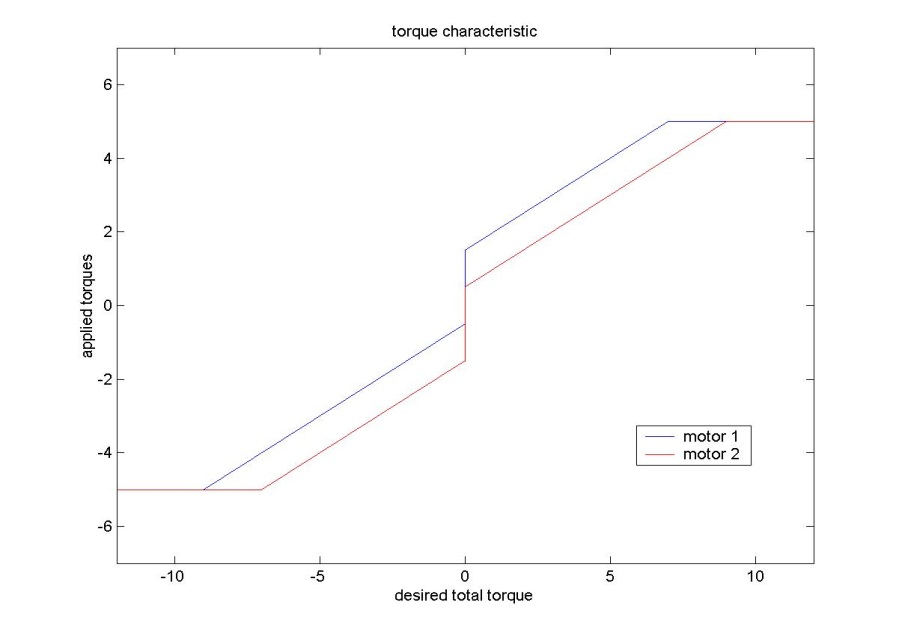 torque characteristic
6
4
2
0
-2
-4
-6
applied torques
motor 1
motor 2
-10
-5
0
5
10
desired total torque